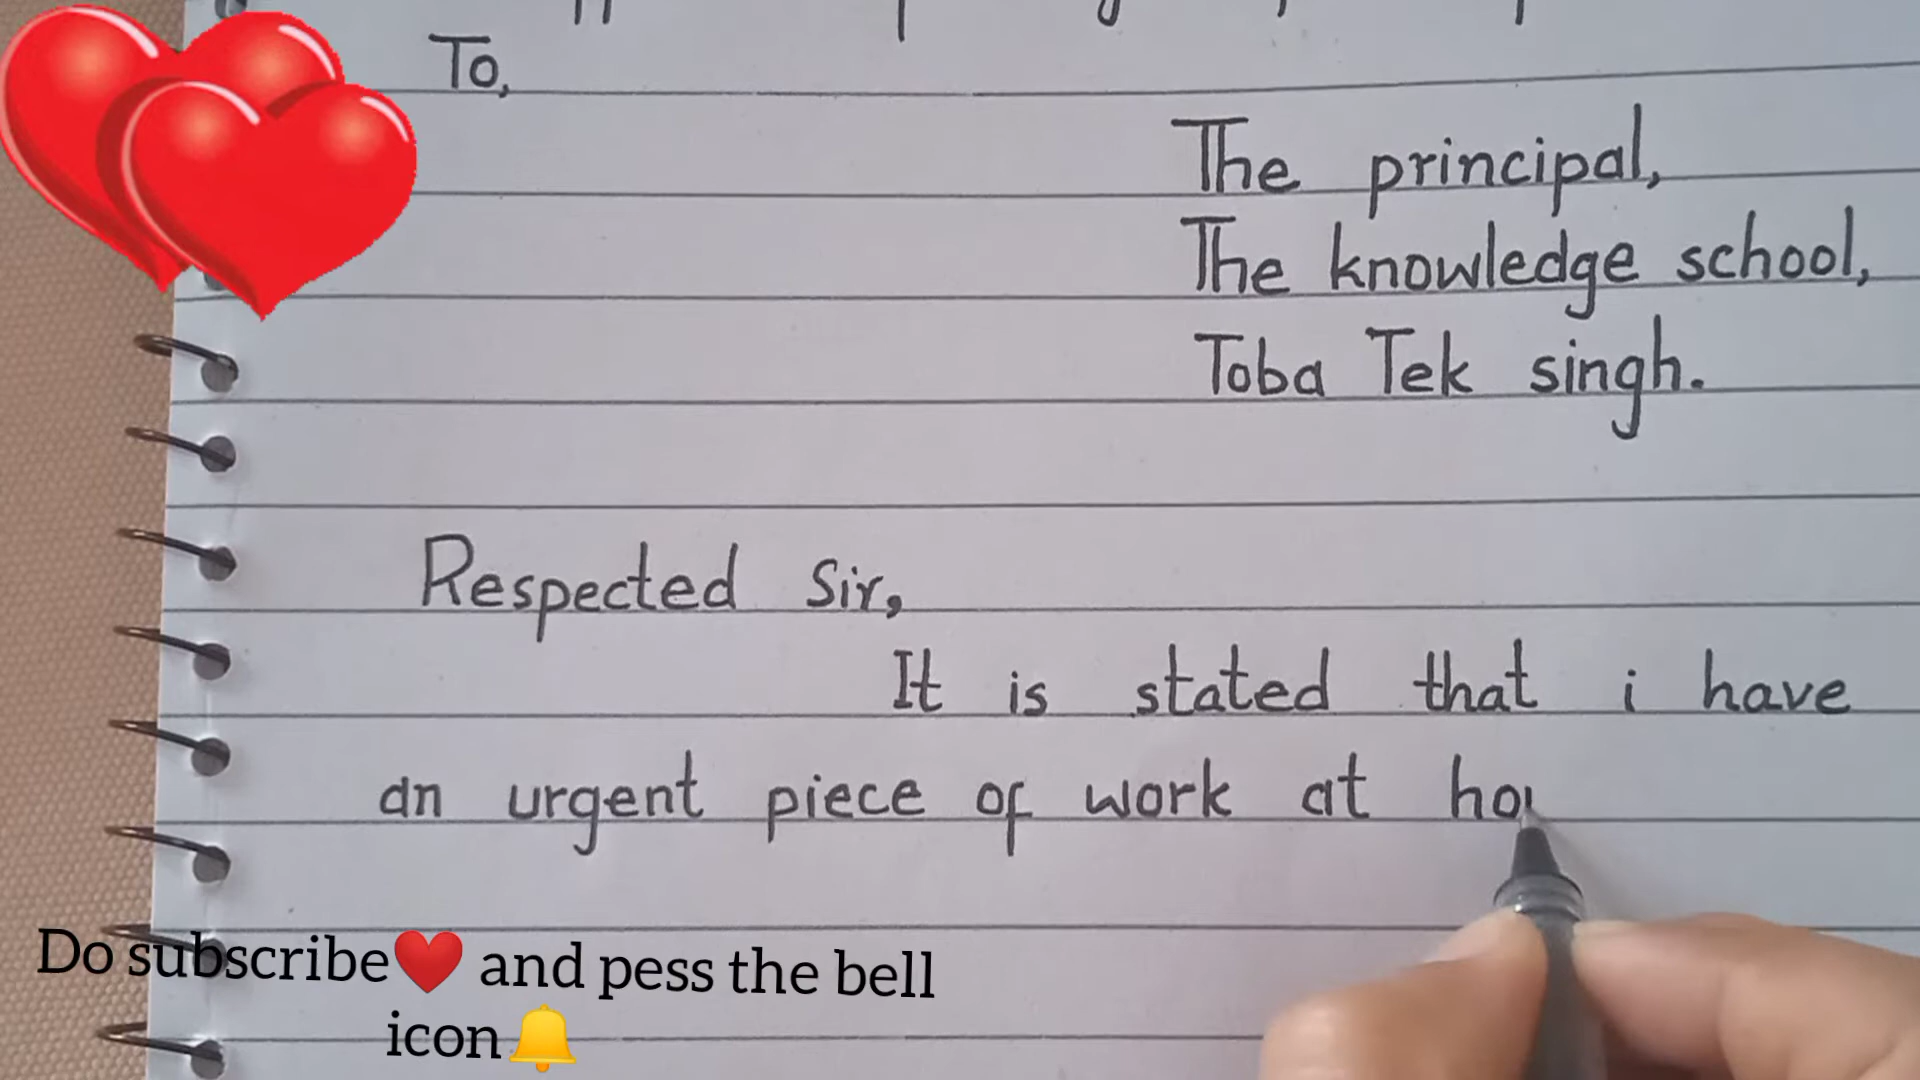 To,
The principal,
The knowledge school,
Toba Tek singh.
Respected Sir,
It is stated that i have
an urgent piece of work at
Do subscribe❤️ and pess the bell
icon🔔